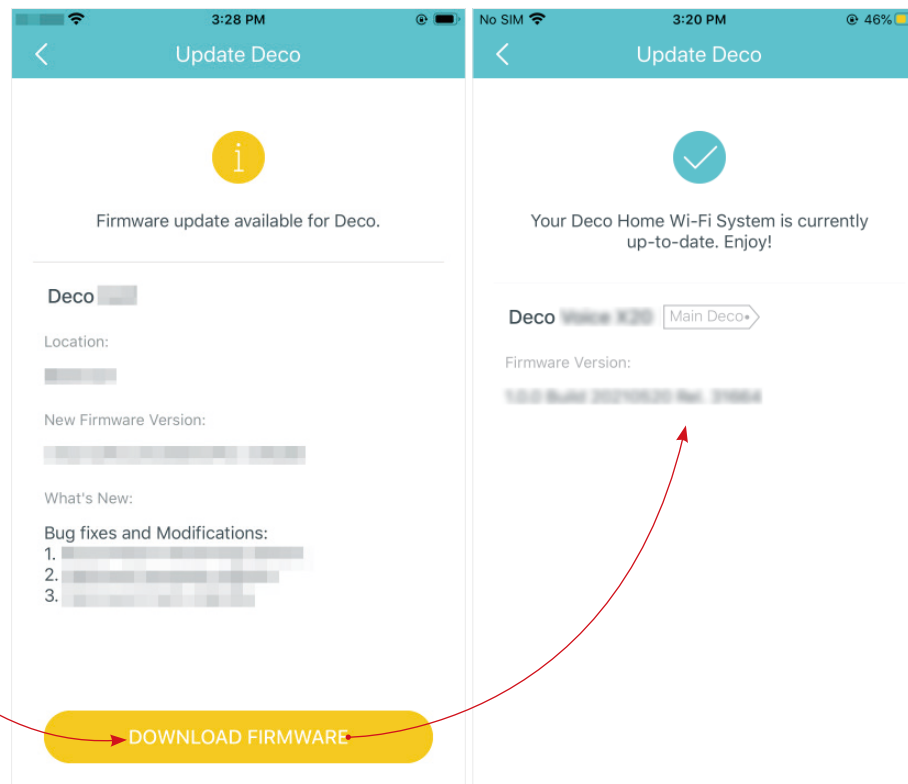 3:28 PM
Update Deco
Firmware update available for Deco.
Deco
Location:
New Firmware Version:
What's New:
Bug fixes and Modifications:
1.
2.
3.
DOWNLOAD FIRMWARE
No SIM 3:20 PM 46%
Update Deco
Your Deco Home Wi-Fi System is currently
up-to-date. Enjoy!
Deco Main Deco
Firmware Version: